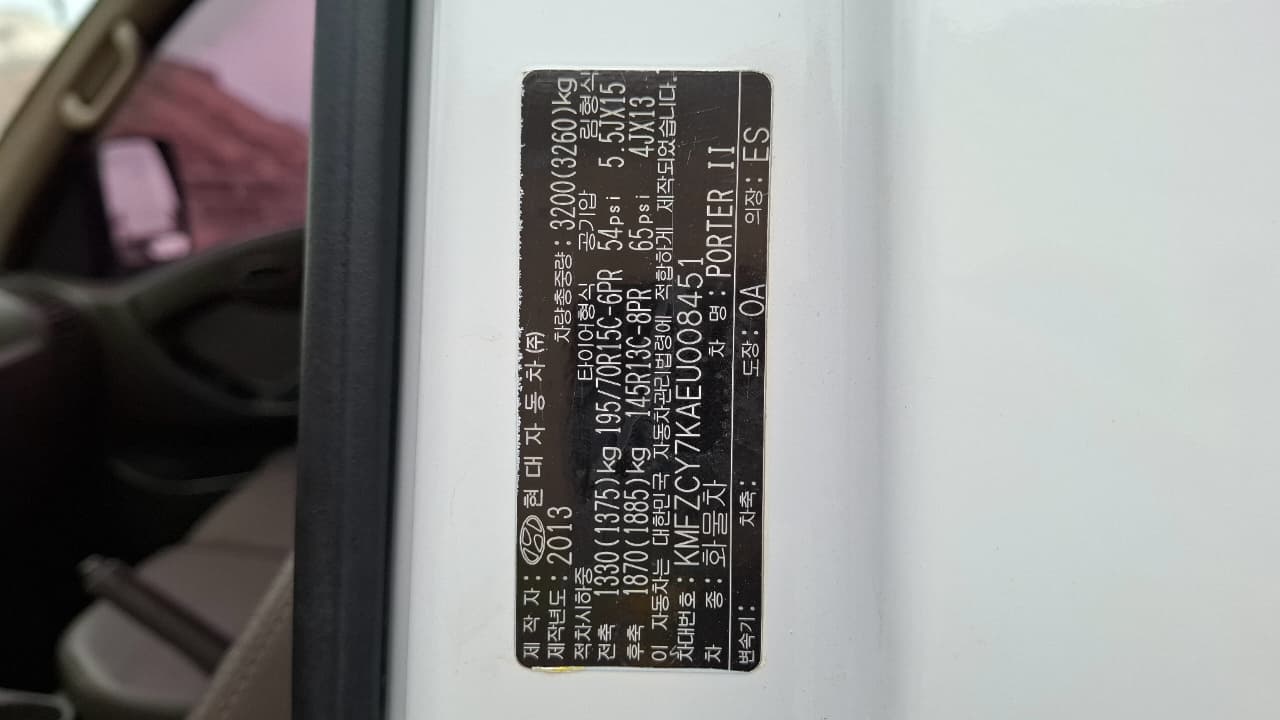 제 작 자 : 현 대 자 동 차 (주)
제작년도 : 2013 차량총중량 : 3200(3260)kg
적차시하중 타이어형식 공기압 림형식
전축 1330(1375)kg 195/70R15C-6PR 54psi 5.5JX15
후축 1870(1885)kg 145R13C-8PR 65psi 4JX13
이 자동차는 대한민국 자동차관리법령에 적합하게 제작되었습니다.
차대번호 : KMFZCY7KAEU008451
차 종 : 화물차 차 명 : PORTER II
변속기 : 차축 : 도장 : OA 의장 : ES